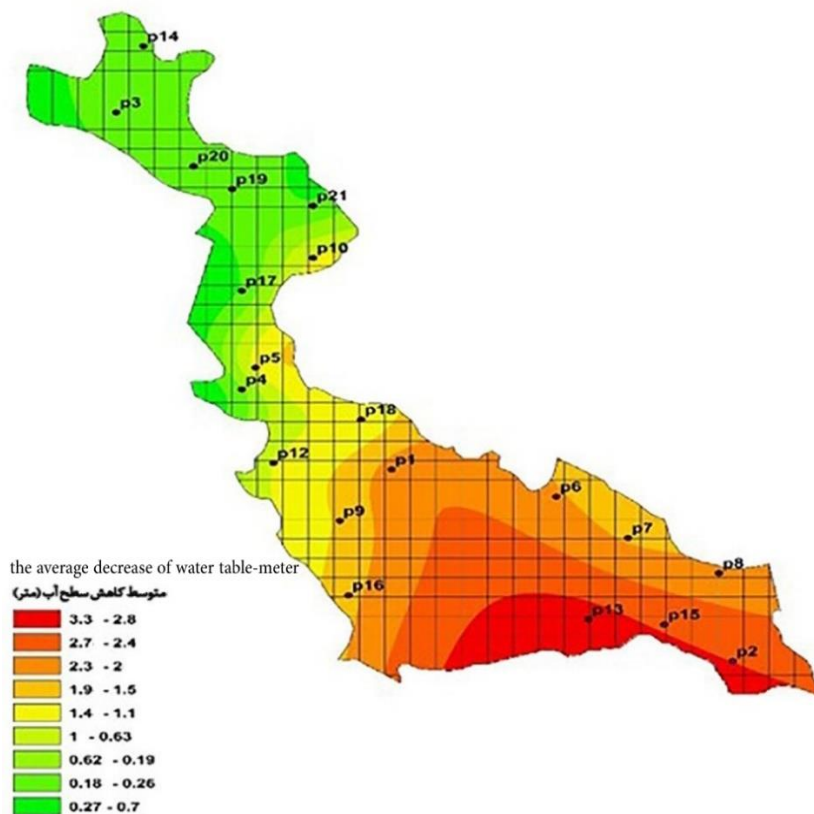 p14
p3
p20
p19
p21
p10
p17
p5
p4
p18
p12
p1
p6
p9
p7
p8
p16
p13
p15
p2
the average decrease of water table-meter
متوسط کاهش سطح آب (متر)
3.3 - 2.8
2.7 - 2.4
2.3 - 2
1.9 - 1.5
1.4 - 1.1
1 - 0.63
0.62 - 0.19
0.18 - 0.26
0.27 - 0.7